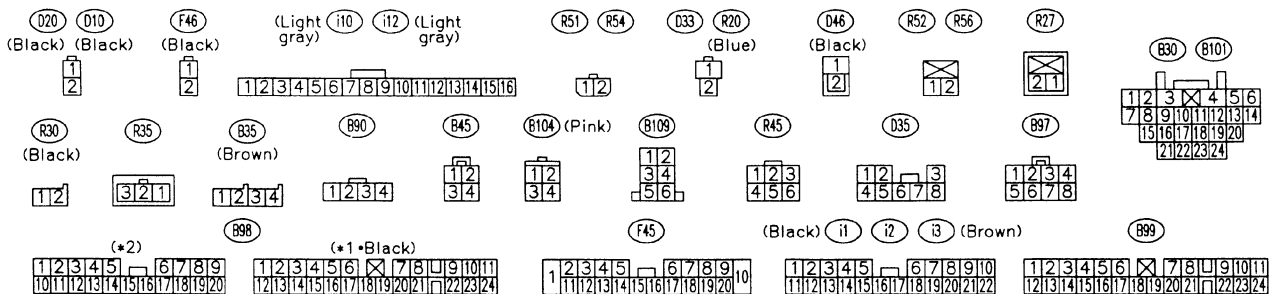 D20 D10 F46 (Light gray) i10 i12 (Light gray) R51 R54 D33 R20 D46 R52 R56 R27 B30 B101
(Black) (Black) (Black) (Blue) (Black)
1 2
1 2
1 2 3 4 5 6 7 8 9 10 11 12 13 14 15 16
1 2
1 2
1 2
1 2
2 1
1 2 3 4 5 6
7 8 9 10 11 12 13 14
15 16 17 18 19 20
21 22 23 24
R30 R35 B35 B90 B45 B104 (Pink) B109 R45 D35 B97
(Black) (Brown)
1 2
3 2 1
1 2 3 4
1 2 3 4
1 2
3 4
1 2
3 4
1 2
3 4
5 6
1 2 3
4 5 6
1 2 3
4 5 6 7 8
1 2 3 4
5 6 7 8
B98 F45 (Black) i1 i2 i3 (Brown) B99
(*2) (*1•Black)
1 2 3 4 5 6 7 8 9
10 11 12 13 14 15 16 17 18 19 20
1 2 3 4 5 6 7 8 9 10 11
12 13 14 15 16 17 18 19 20 21 22 23 24
1 2 3 4 5 6 7 8 9 10
11 12 13 14 15 16 17 18 19 20
1 2 3 4 5 6 7 8 9 10
11 12 13 14 15 16 17 18 19 20 21 22
1 2 3 4 5 6 7 8 9 10 11
12 13 14 15 16 17 18 19 20 21 22 23 24